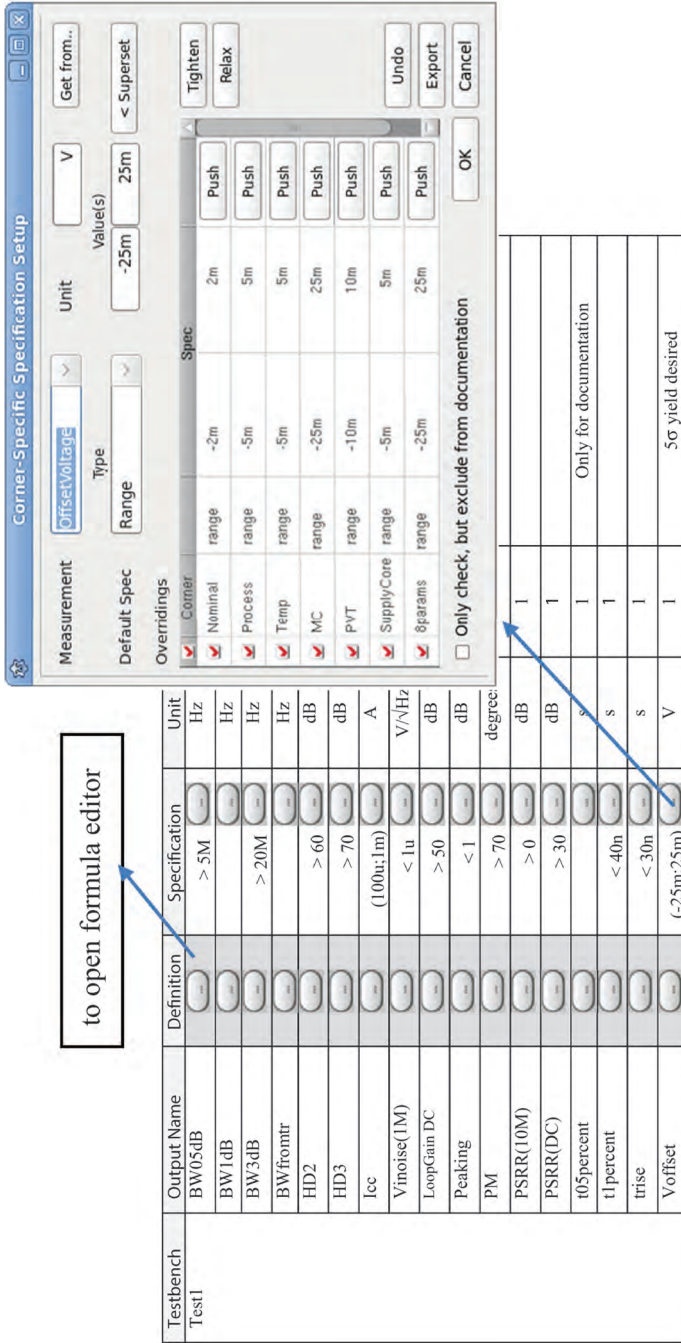 to open formula editor
Testbench Output Name Definition Specification Unit
Test1 BW05dB ... > 5M ... Hz
BW1dB ... ... Hz
BW3dB ... > 20M ... Hz
BWfromtr ... ... Hz
HD2 ... > 60 ... dB
HD3 ... > 70 ... dB
Icc ... (100u;1m) ... A
Vinoise(1M) ... < 1u ... V/√Hz
LoopGain DC ... > 50 ... dB
Peaking ... < 1 ... dB
PM ... > 70 ... degree
PSRR(10M) ... > 0 ... dB 1
PSRR(DC) ... > 30 ... dB 1
t05percent ... ... s 1 Only for documentation
t1percent ... < 40n ... s 1
trise ... < 30n ... s 1
Voffset ... (-25m;25m) ... V 1 5σ yield desired
Corner-Specific Specification Setup
Measurement OffsetVoltage Unit V Get from...
Type Value(s)
Default Spec Range -25m 25m < Superset
Overridings
Corner Spec
Nominal range -2m 2m Push
Process range -5m 5m Push
Temp range -5m 5m Push
MC range -25m 25m Push
PVT range -10m 10m Push
SupplyCore range -5m 5m Push
8params range -25m 25m Push
Tighten
Relax
Undo
Export
Only check, but exclude from documentation
OK Cancel